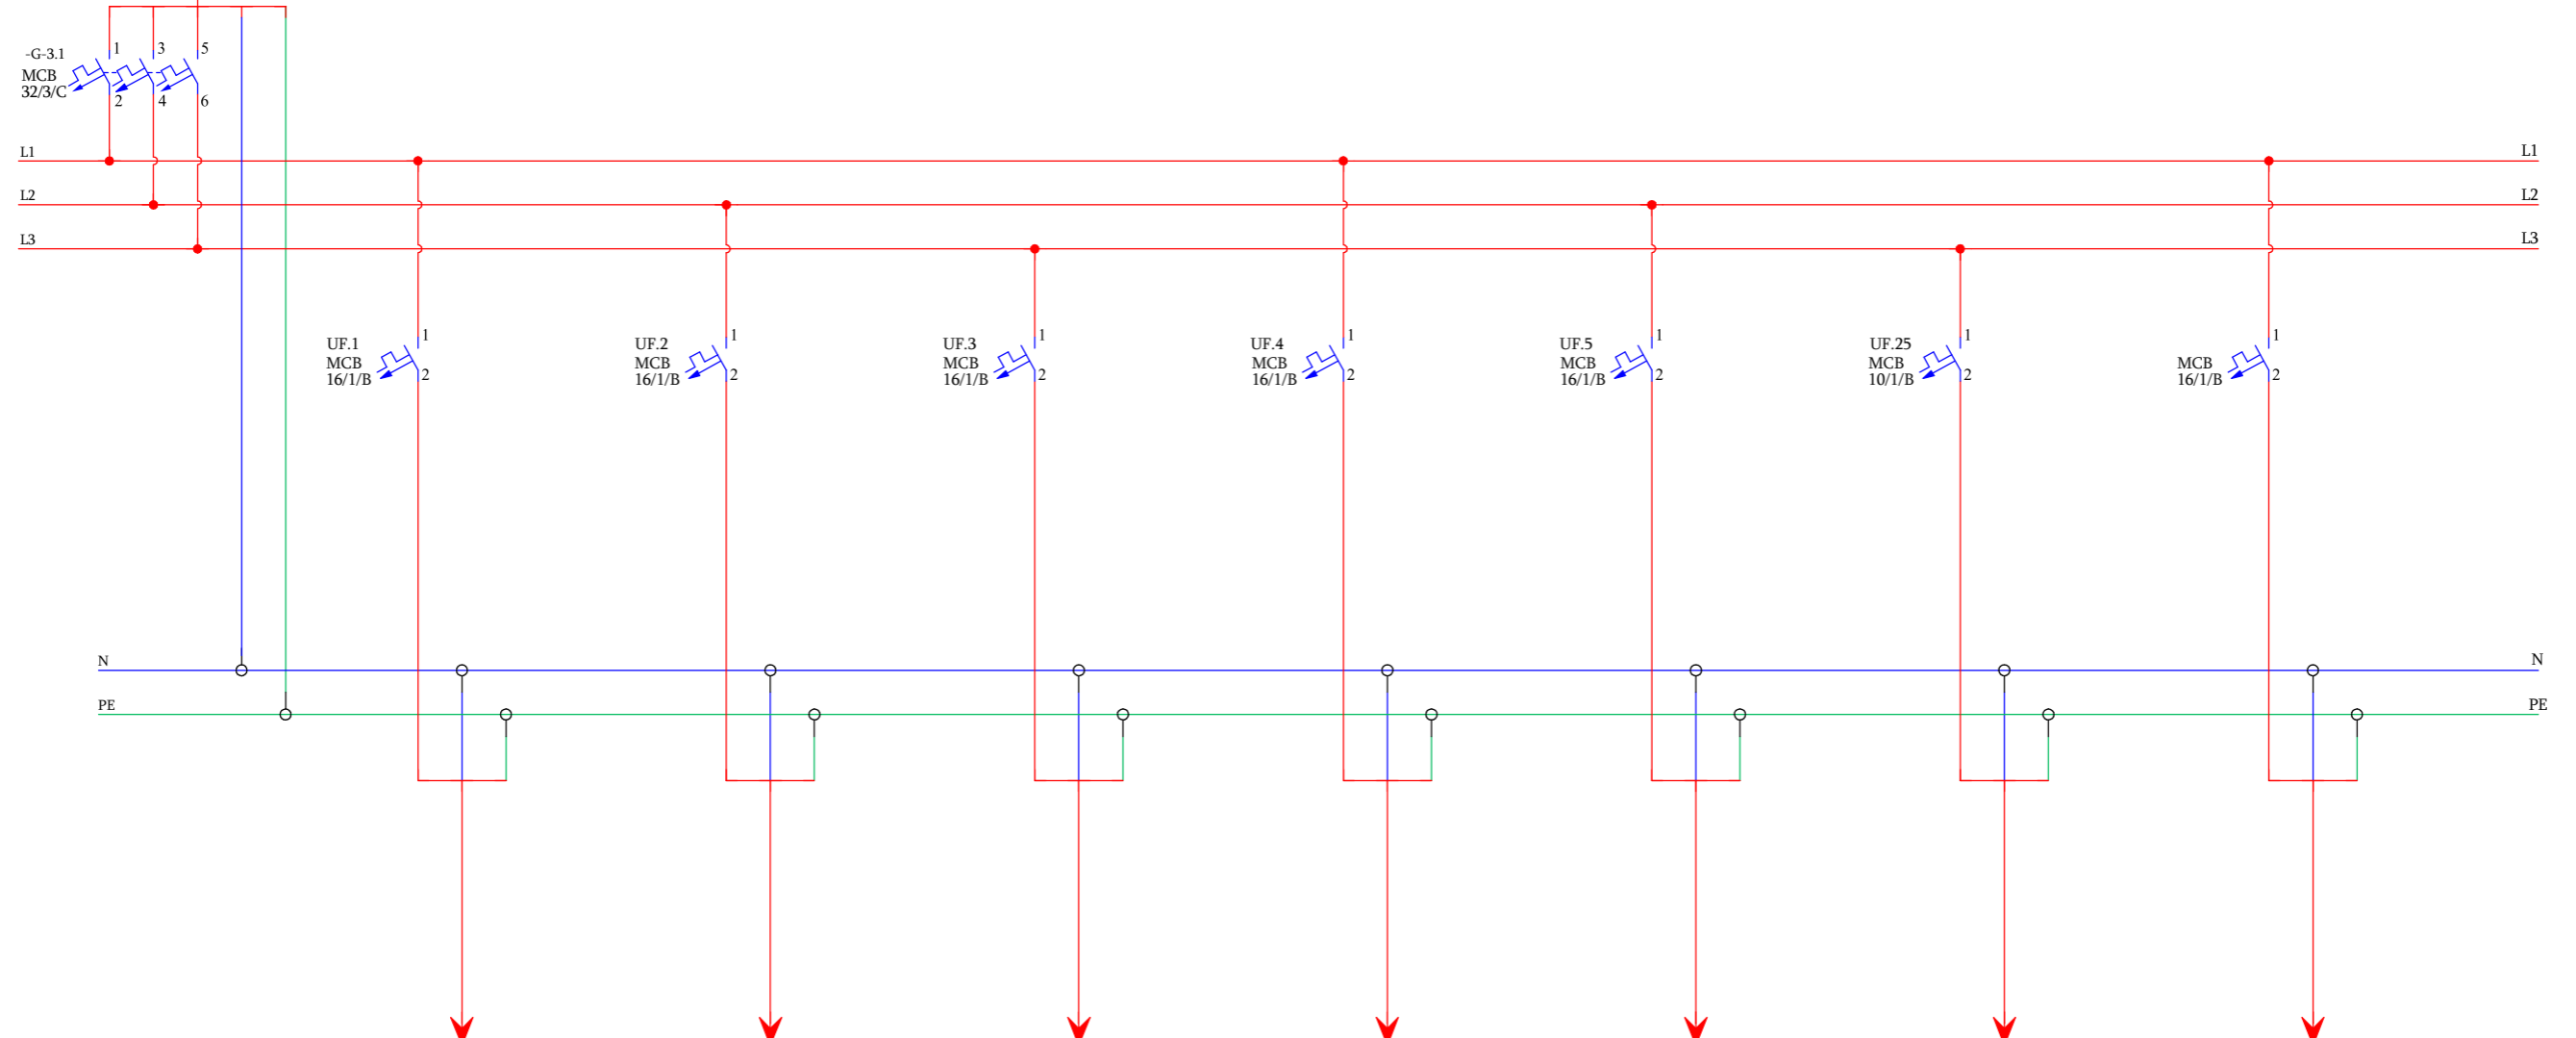 -G-3.1
MCB
32/3/C
1
3
5
2
4
6
L1
L1
L2
L2
L3
L3
UF.1
MCB
16/1/B
1
2
UF.2
MCB
16/1/B
1
2
UF.3
MCB
16/1/B
1
2
UF.4
MCB
16/1/B
1
2
UF.5
MCB
16/1/B
1
2
UF.25
MCB
10/1/B
1
2
MCB
16/1/B
1
2
N
N
PE
PE